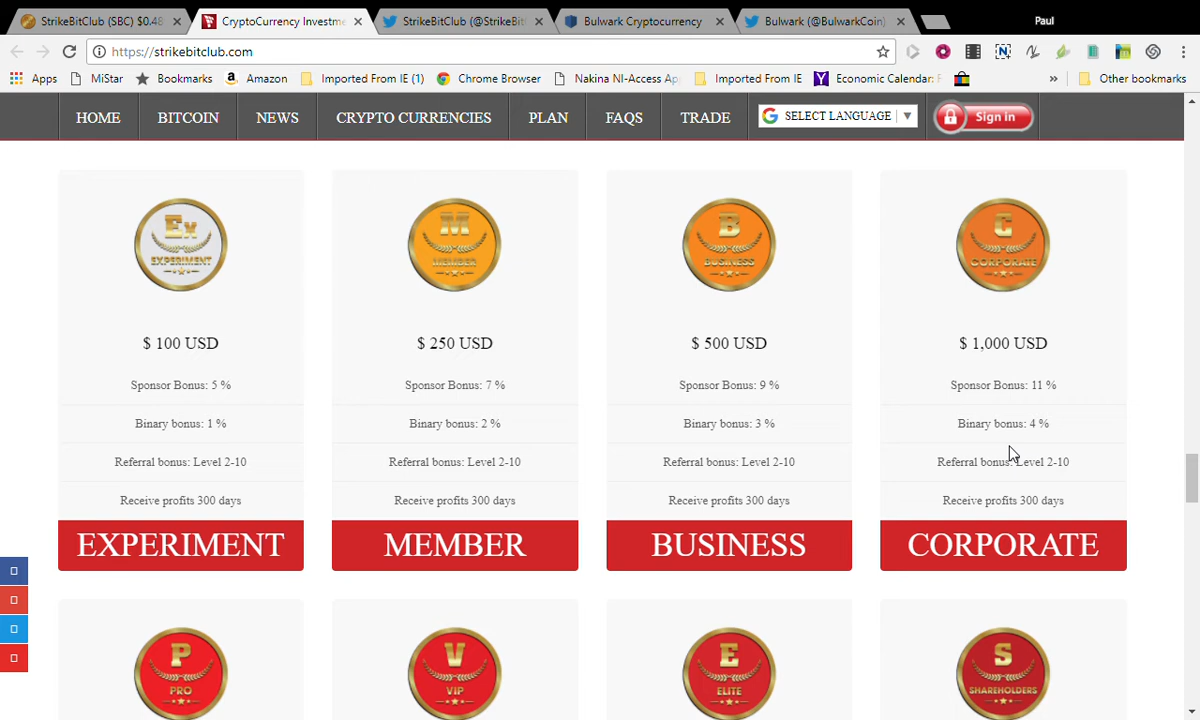 StrikeBitClub (SBC) $0.48
CryptoCurrency Investme
StrikeBitClub (@StrikeBit
Bulwark Cryptocurrency
Bulwark (@BulwarkCoin)
Paul
https://strikebitclub.com
Apps
MiStar
Bookmarks
Amazon
Imported From IE (1)
Chrome Browser
Nakina NI-Access Ap
Imported From IE
Economic Calendar: F
»
Other bookmarks
HOME
BITCOIN
NEWS
CRYPTO CURRENCIES
PLAN
FAQS
TRADE
SELECT LANGUAGE
Sign in
Ex
EXPERIMENT
M
MEMBER
B
BUSINESS
C
CORPORATE
$ 100 USD
$ 250 USD
$ 500 USD
$ 1,000 USD
Sponsor Bonus: 5 %
Sponsor Bonus: 7 %
Sponsor Bonus: 9 %
Sponsor Bonus: 11 %
Binary bonus: 1 %
Binary bonus: 2 %
Binary bonus: 3 %
Binary bonus: 4 %
Referral bonus: Level 2-10
Referral bonus: Level 2-10
Referral bonus: Level 2-10
Referral bonus: Level 2-10
Receive profits 300 days
Receive profits 300 days
Receive profits 300 days
Receive profits 300 days
EXPERIMENT
MEMBER
BUSINESS
CORPORATE
P
PRO
V
VIP
E
ELITE
S
SHAREHOLDERS